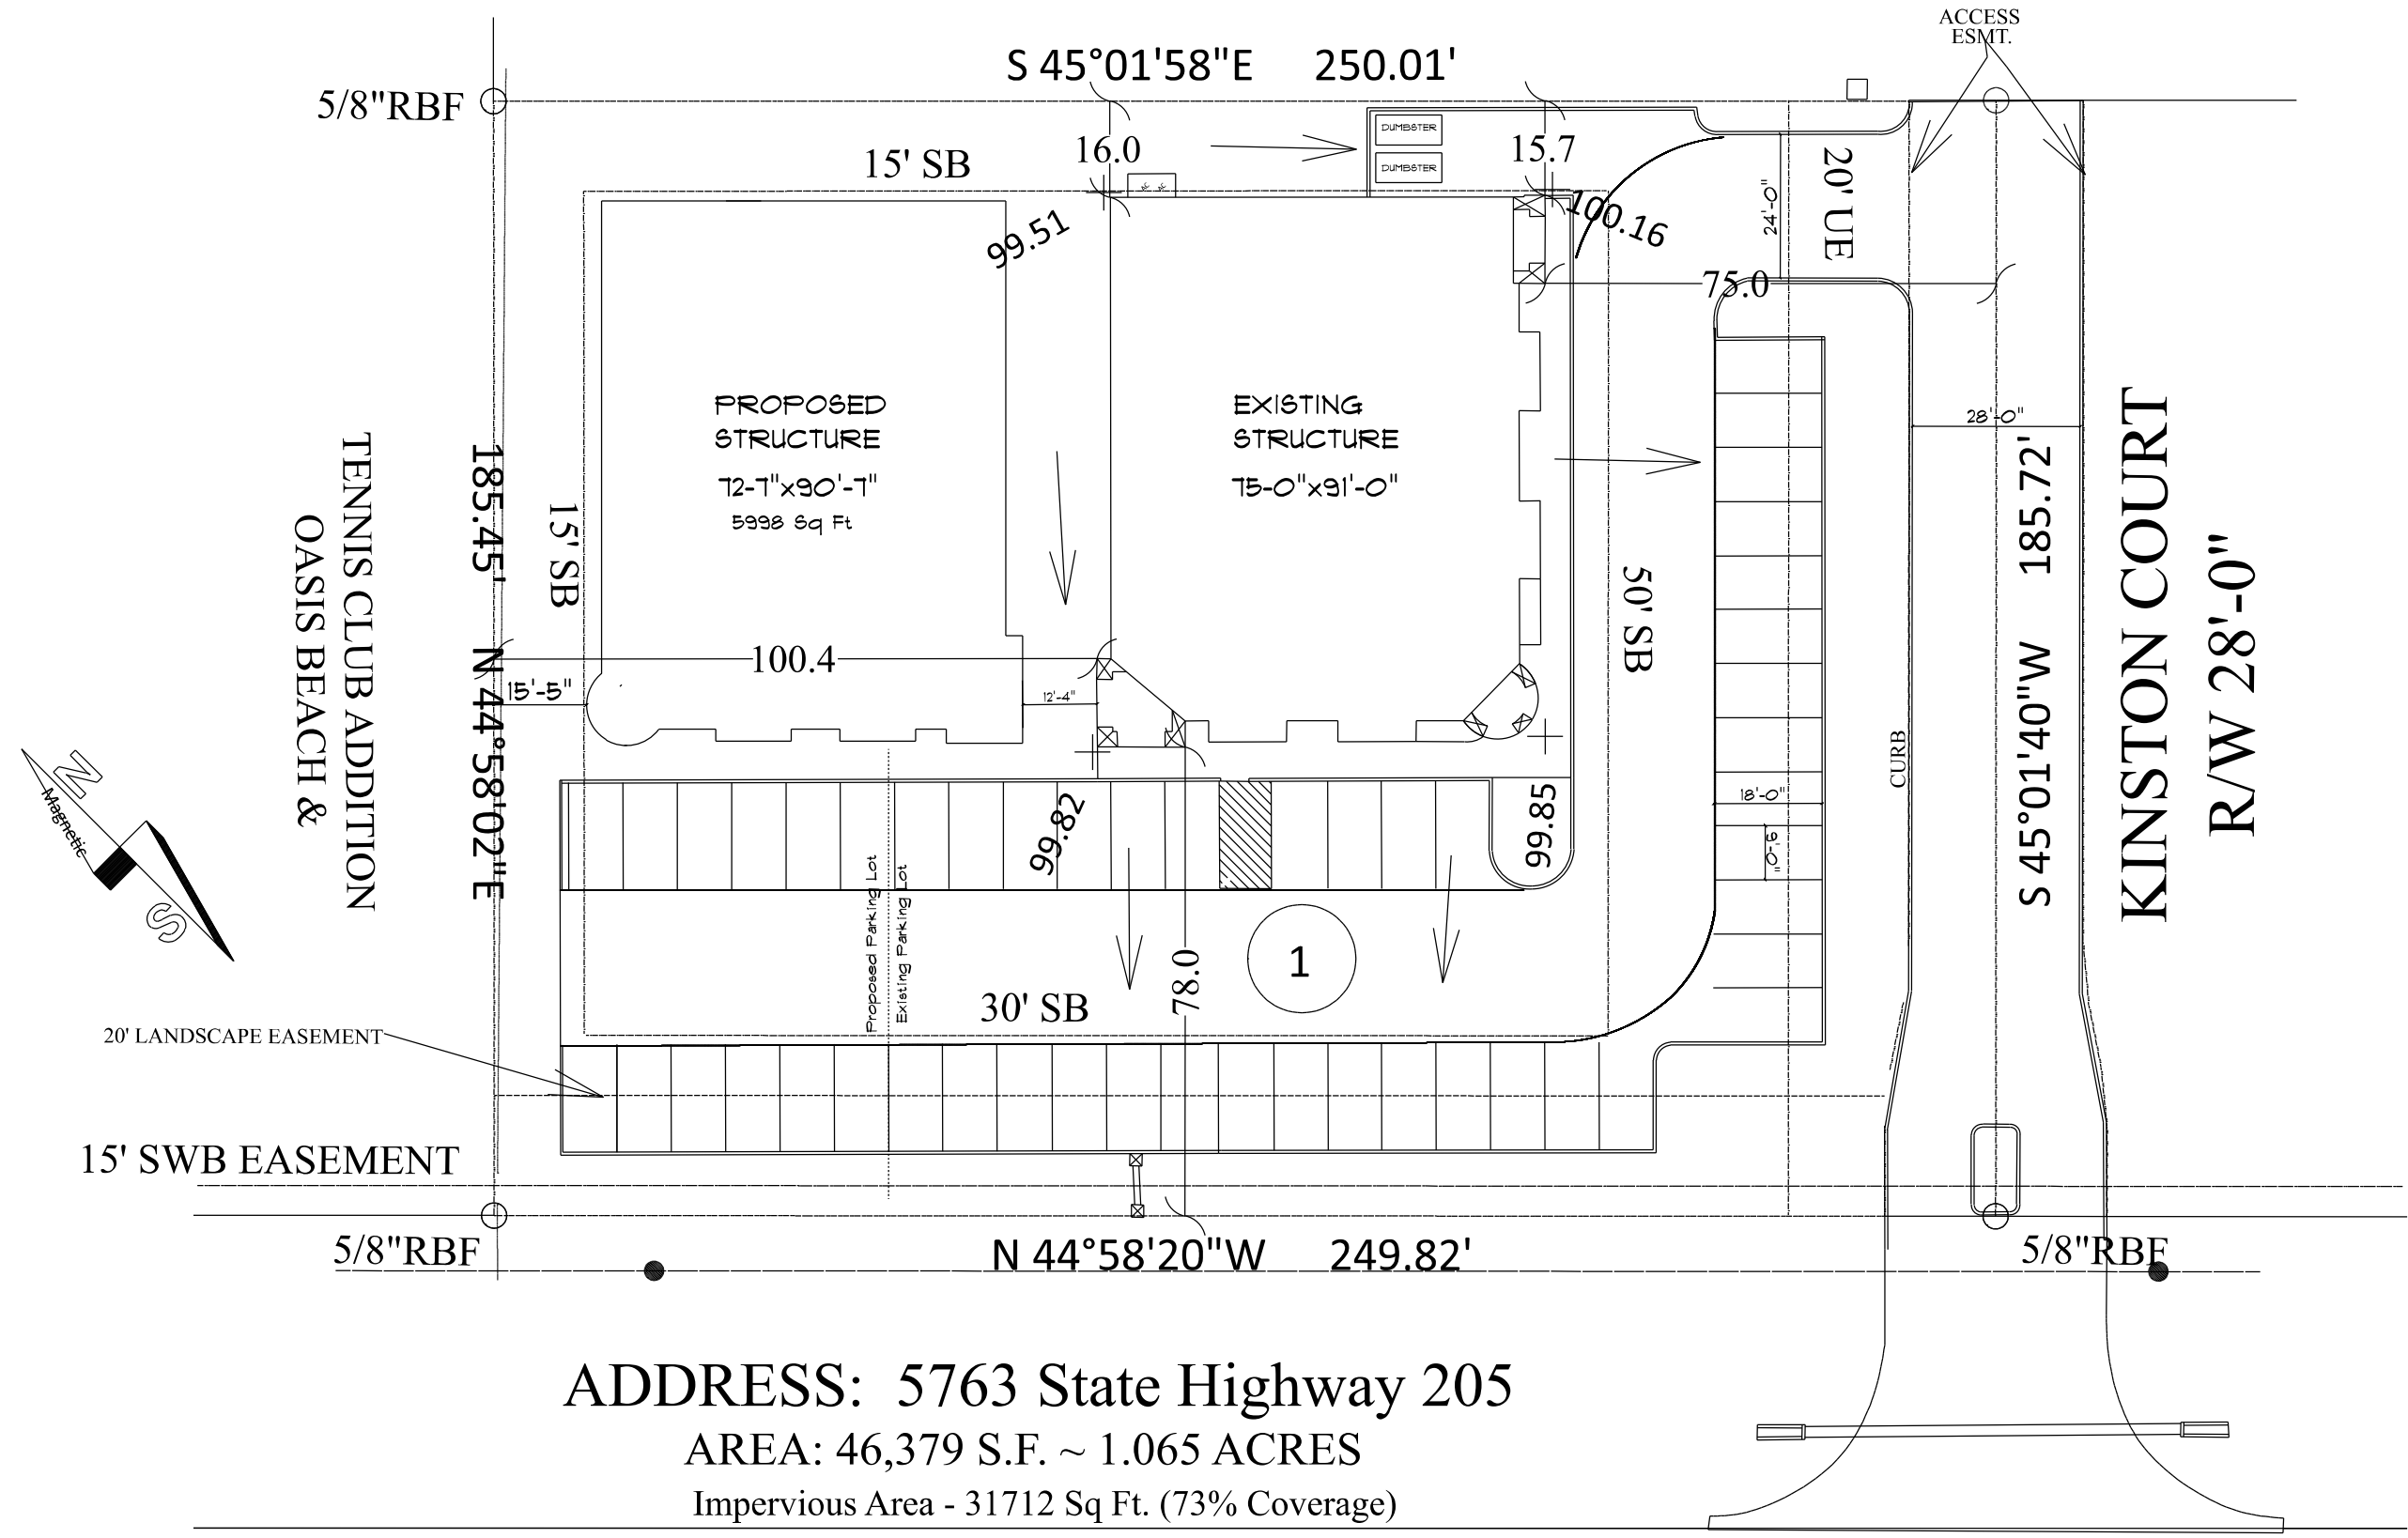 ACCESS
ESMT.
S 45°01'58"E 250.01'
5/8"RBF
15' SB
16.0
DUMBSTER
DUMBSTER
15.7
AC AC
99.51
100.16
20' UE
24'-0"
75.0
PROPOSED
STRUCTURE
72-7"x90'-7"
5998 Sq Ft
EXISTING
STRUCTURE
75-0"x91'-0"
28'-0"
185.45' N 44°58'02"E
TENNIS CLUB ADDITION
OASIS BEACH &
15' SB
50' SB
S 45°01'40"W 185.72'
KINSTON COURT
R/W 28'-0"
100.4
15'-5"
12'-4"
CURB
18'-0"
9'-0"
N
Magnetic
S
99.82
99.85
Proposed Parking Lot
Existing Parking Lot
1
78.0
30' SB
20' LANDSCAPE EASEMENT
15' SWB EASEMENT
5/8"RBF
N 44°58'20"W 249.82'
5/8"RBF
ADDRESS: 5763 State Highway 205
AREA: 46,379 S.F. ~ 1.065 ACRES
Impervious Area - 31712 Sq Ft. (73% Coverage)